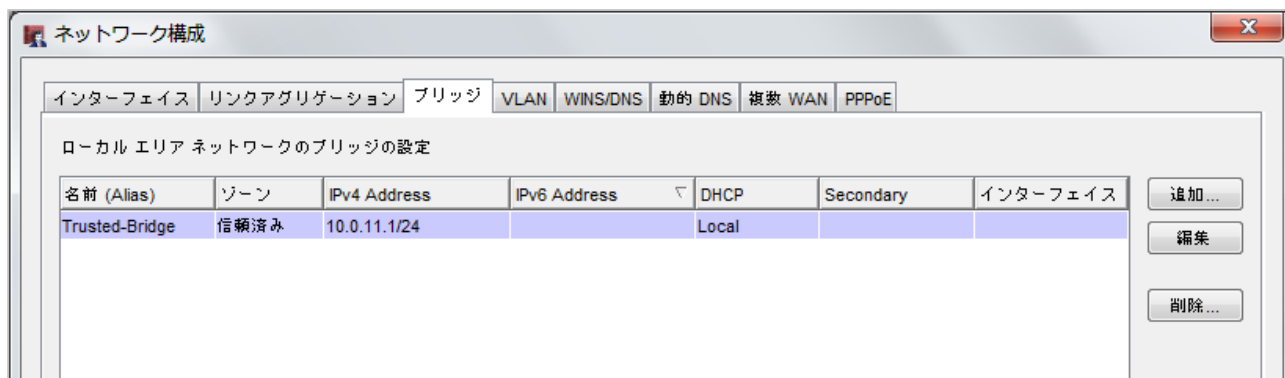 ネットワーク構成
インターフェイス リンクアグリゲーション ブリッジ VLAN WINS/DNS 動的 DNS 複数 WAN PPPoE
ローカル エリア ネットワークのブリッジの設定
名前 (Alias) ゾーン IPv4 Address IPv6 Address DHCP Secondary インターフェイス 追加...
Trusted-Bridge 信頼済み 10.0.11.1/24 Local
編集
削除...